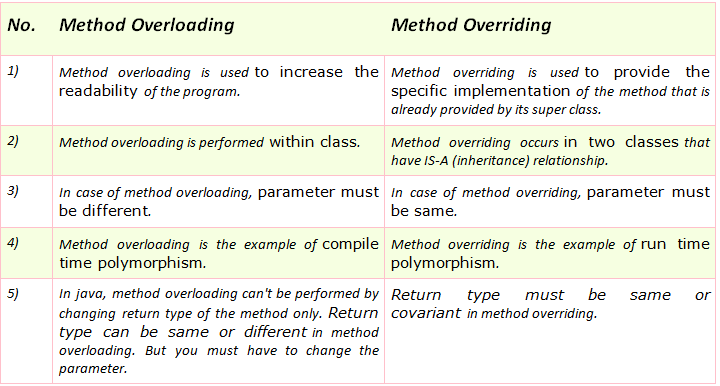 No. Method Overloading Method Overriding
1) Method overloading is used to increase the Method overriding is used to provide the
readability of the program. specific implementation of the method that is
already provided by its super class.
2) Method overloading is performed within class. Method overriding occurs in two classes that
have IS-A (inheritance) relationship.
3) In case of method overloading, parameter must In case of method overriding, parameter must
be different. be same.
4) Method overloading is the example of compile Method overriding is the example of run time
time polymorphism. polymorphism.
5) In java, method overloading can't be performed by Return type must be same or
changing return type of the method only. Return covariant in method overriding.
type can be same or different in method
overloading. But you must have to change the
parameter.